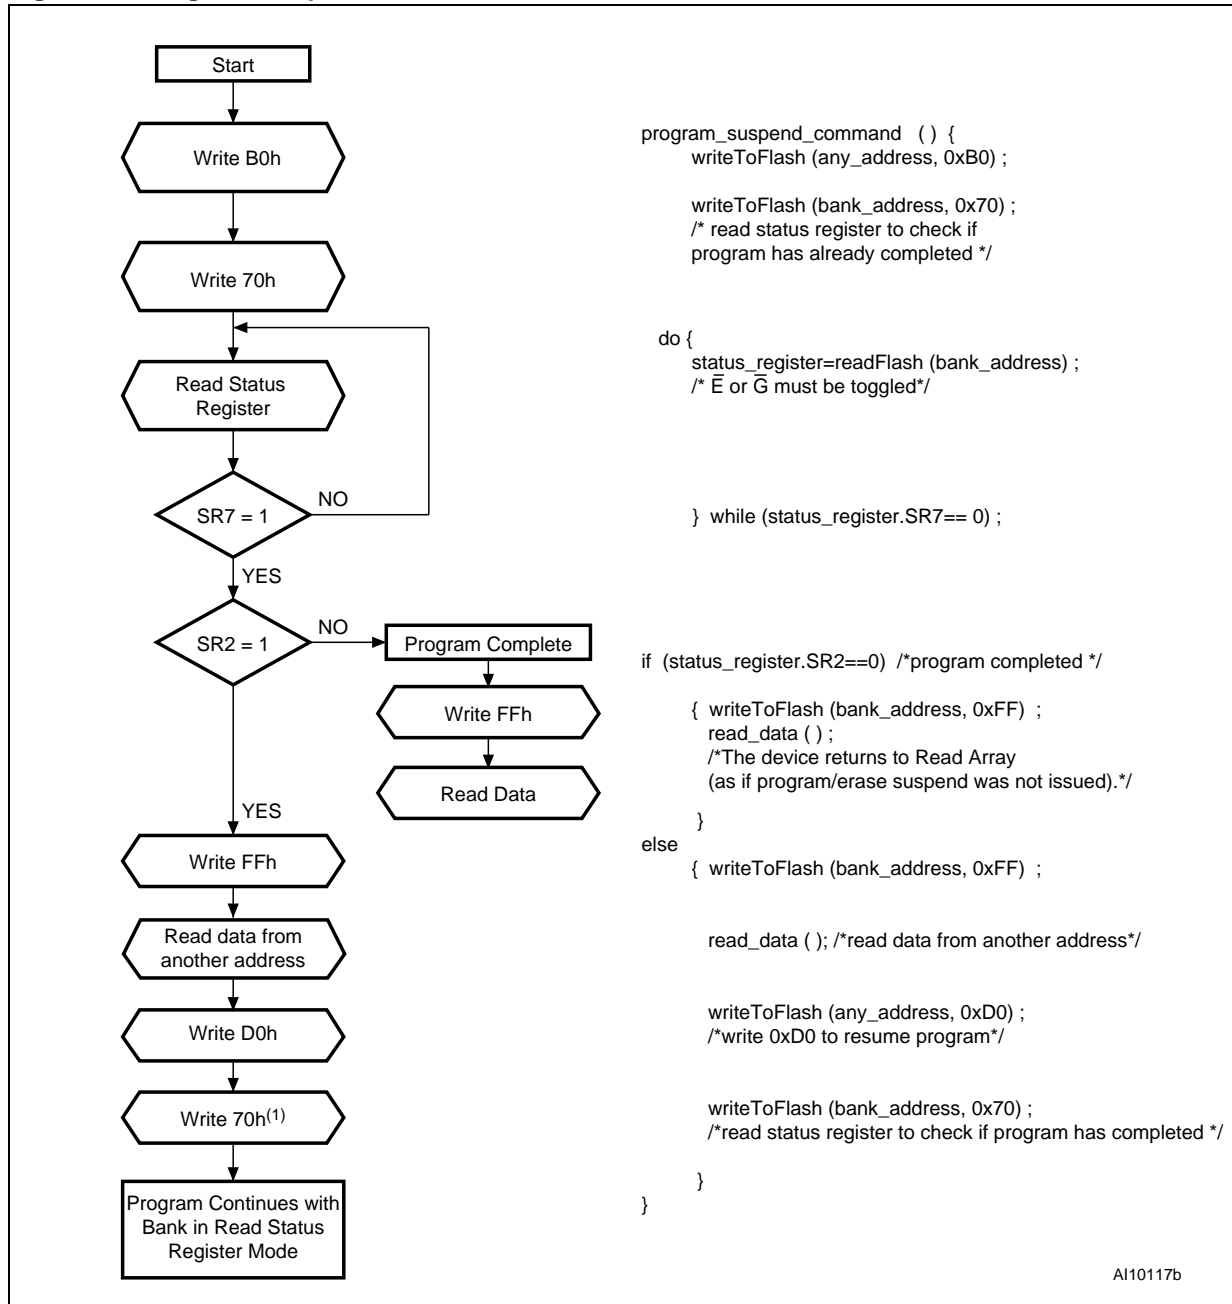 Start
Write B0h
Write 70h
Read Status
Register
SR7 = 1
NO
YES
SR2 = 1
NO
Program Complete
Write FFh
Read Data
YES
Write FFh
Read data from
another address
Write D0h
Write 70h(1)
Program Continues with
Bank in Read Status
Register Mode
program_suspend_command ( ) {
writeToFlash (any_address, 0xB0) ;
writeToFlash (bank_address, 0x70) ;
/* read status register to check if
program has already completed */
do {
status_register=readFlash (bank_address) ;
/* E̅ or G̅ must be toggled*/
} while (status_register.SR7== 0) ;
if (status_register.SR2==0) /*program completed */
{ writeToFlash (bank_address, 0xFF) ;
read_data ( ) ;
/*The device returns to Read Array
(as if program/erase suspend was not issued).*/
}
else
{ writeToFlash (bank_address, 0xFF) ;
read_data ( ); /*read data from another address*/
writeToFlash (any_address, 0xD0) ;
/*write 0xD0 to resume program*/
writeToFlash (bank_address, 0x70) ;
/*read status register to check if program has completed */
}
}
AI10117b